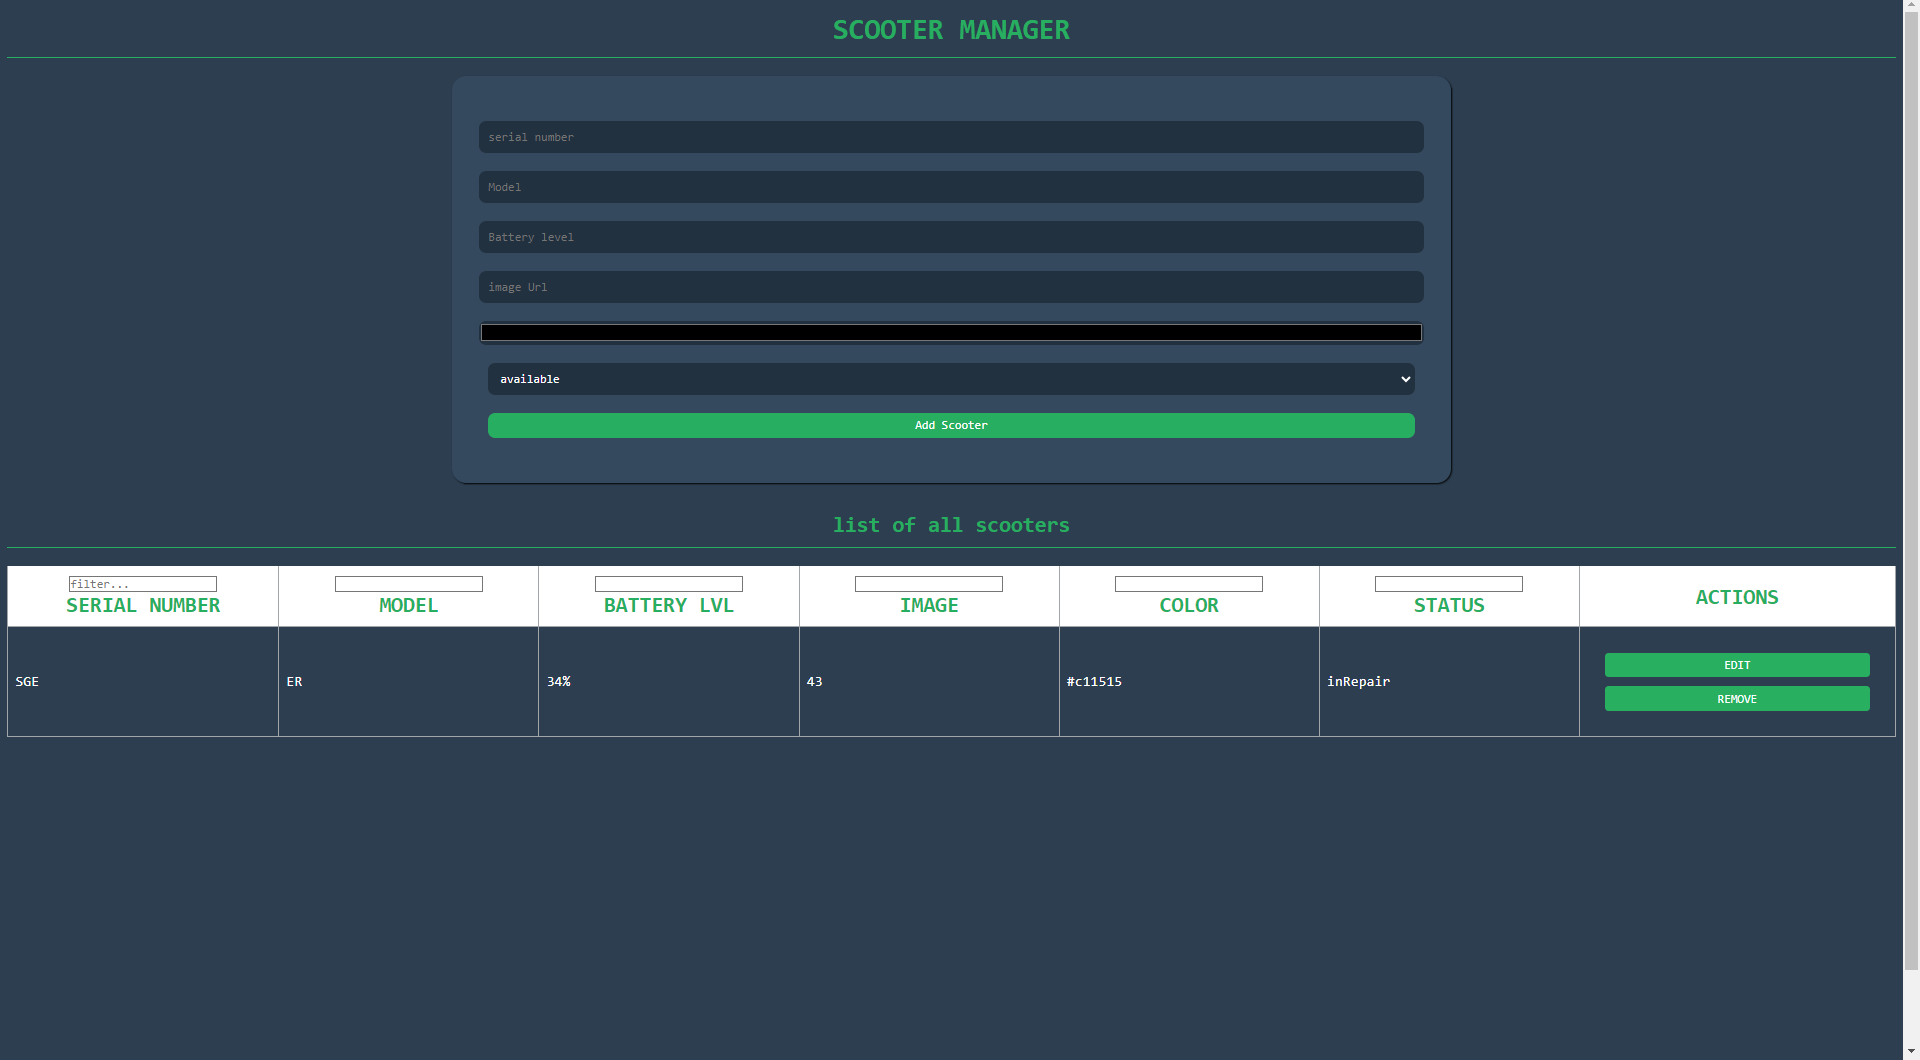 SCOOTER MANAGER
serial number
Model
Battery level
image Url
available
Add Scooter
list of all scooters
filter...
SERIAL NUMBER MODEL BATTERY LVL IMAGE COLOR STATUS ACTIONS
SGE ER 34% 43 #c11515 inRepair EDIT
REMOVE